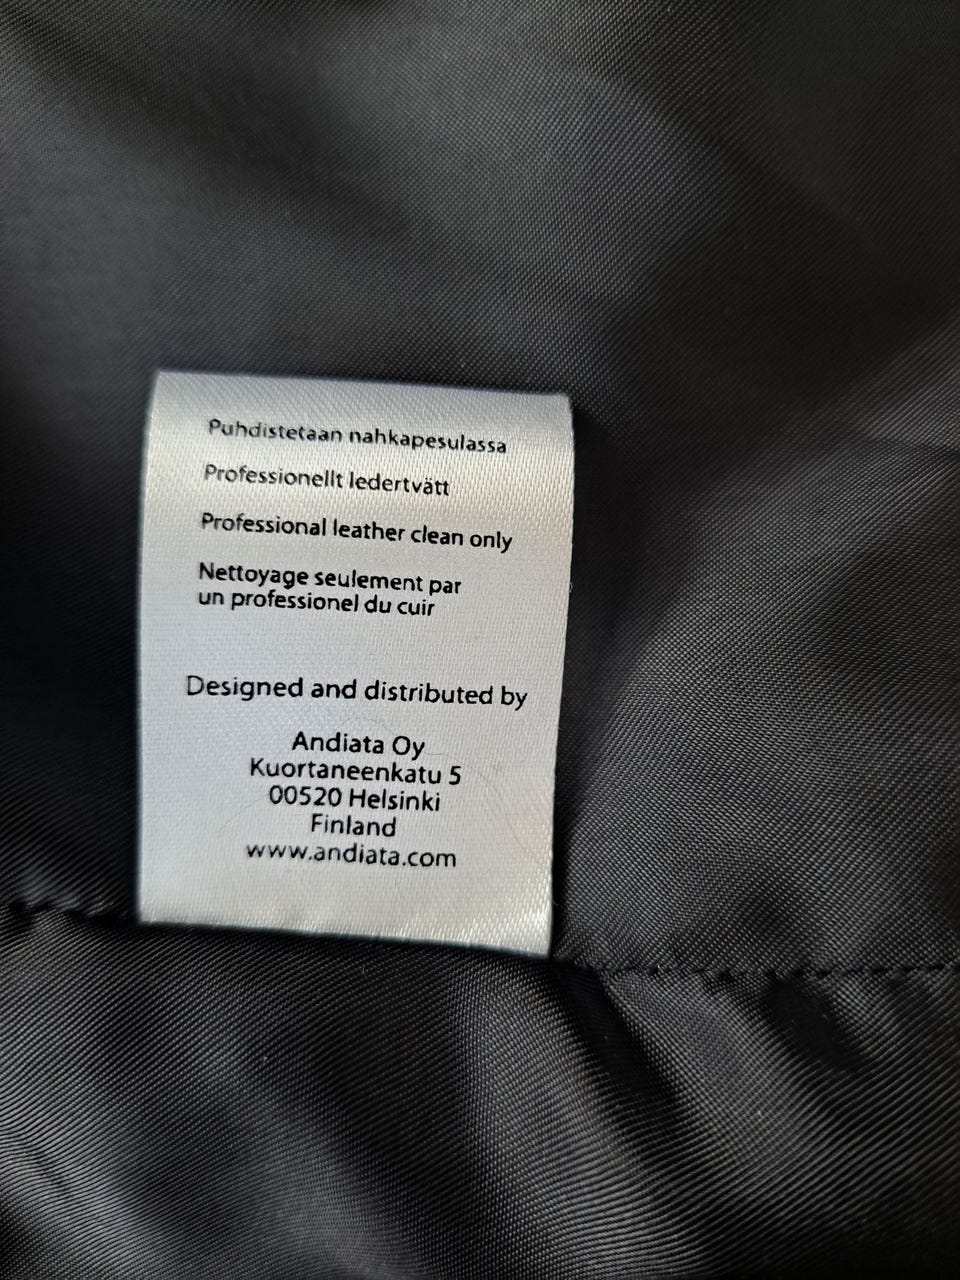 Puhdistetaan nahkapesulassa
Professionellt ledertvätt
Professional leather clean only
Nettoyage seulement par
un professionel du cuir
Designed and distributed by
Andiata Oy
Kuortaneenkatu 5
00520 Helsinki
Finland
www.andiata.com